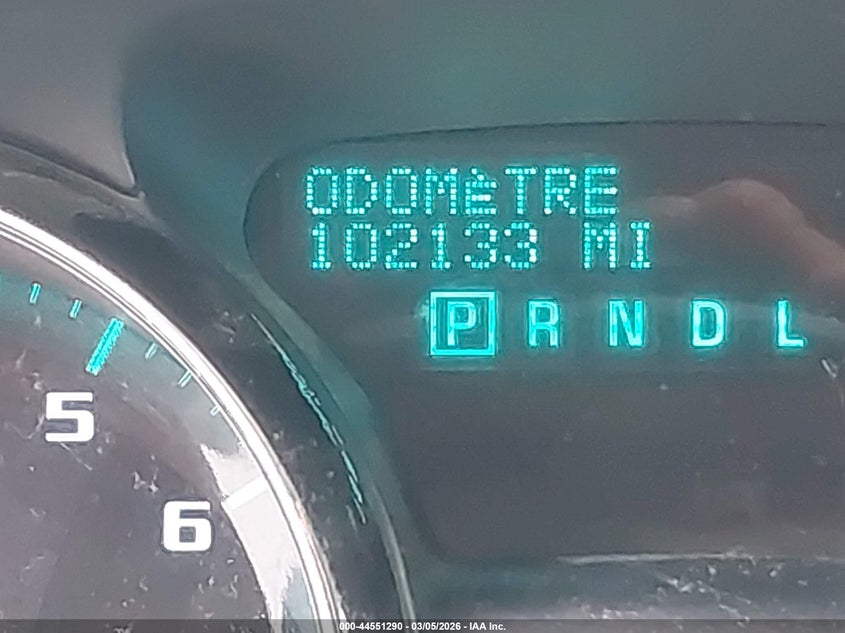 ODOMèTRE
102133 MI
P R N D L
5
6
000-44551290 - 03/05/2026 - IAA Inc.